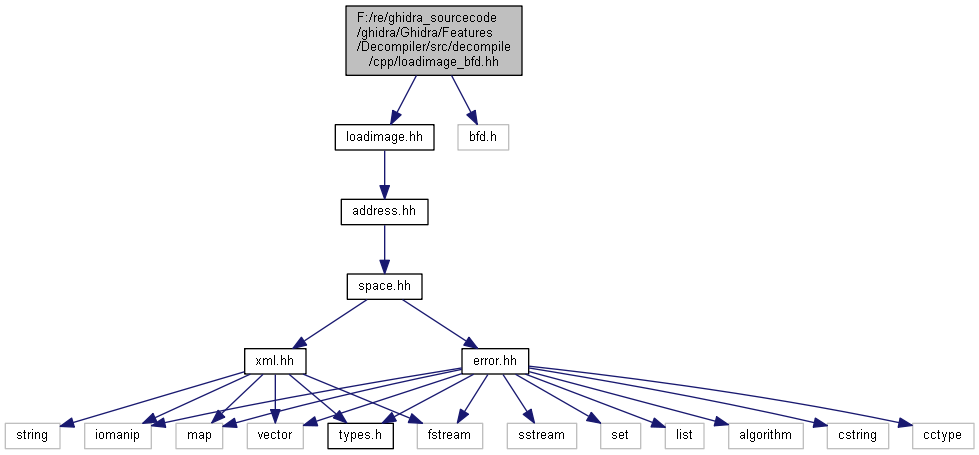 F:/re/ghidra_sourcecode
/ghidra/Ghidra/Features
/Decompiler/src/decompile
/cpp/loadimage_bfd.hh
loadimage.hh
bfd.h
address.hh
space.hh
xml.hh
error.hh
string
iomanip
map
vector
types.h
fstream
sstream
set
list
algorithm
cstring
cctype